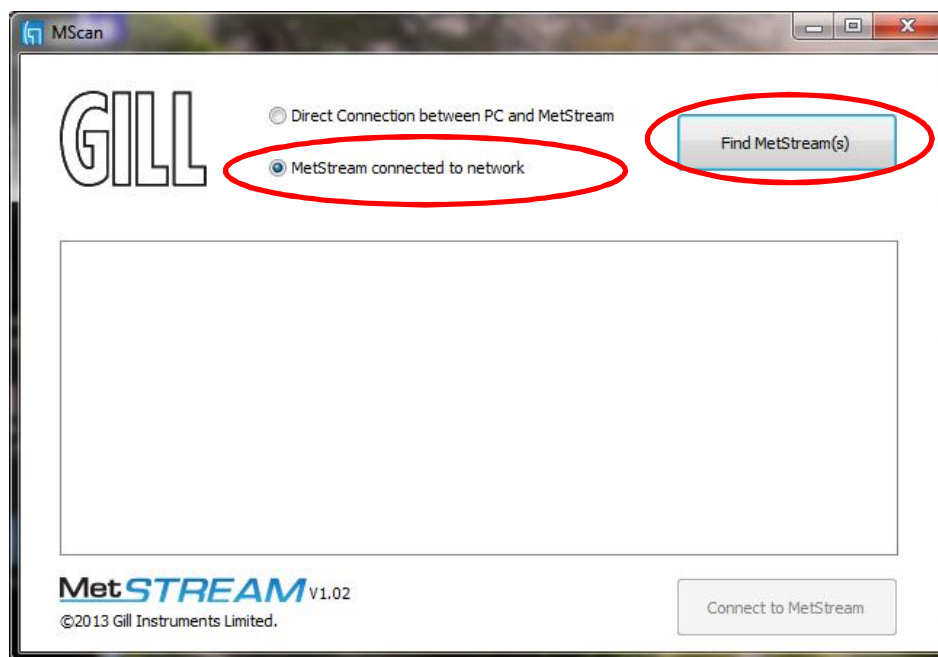 MScan
GILL
Direct Connection between PC and MetStream
MetStream connected to network
Find MetStream(s)
MetSTREAM V1.02
©2013 Gill Instruments Limited.
Connect to MetStream